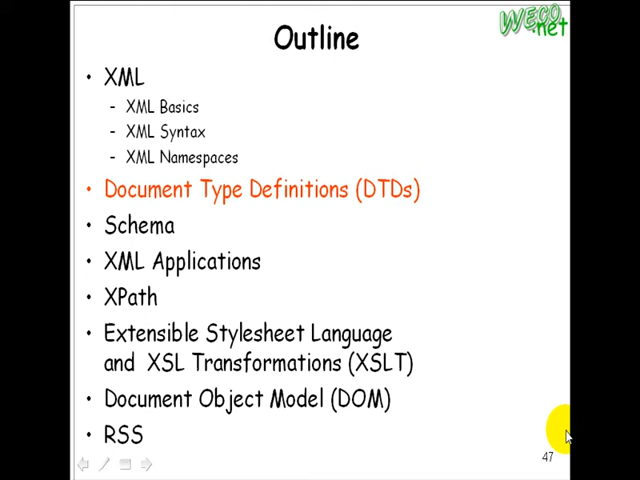 WECO
.net
Outline
• XML
- XML Basics
- XML Syntax
- XML Namespaces
• Document Type Definitions (DTDs)
• Schema
• XML Applications
• XPath
• Extensible Stylesheet Language
and XSL Transformations (XSLT)
• Document Object Model (DOM)
• RSS
47